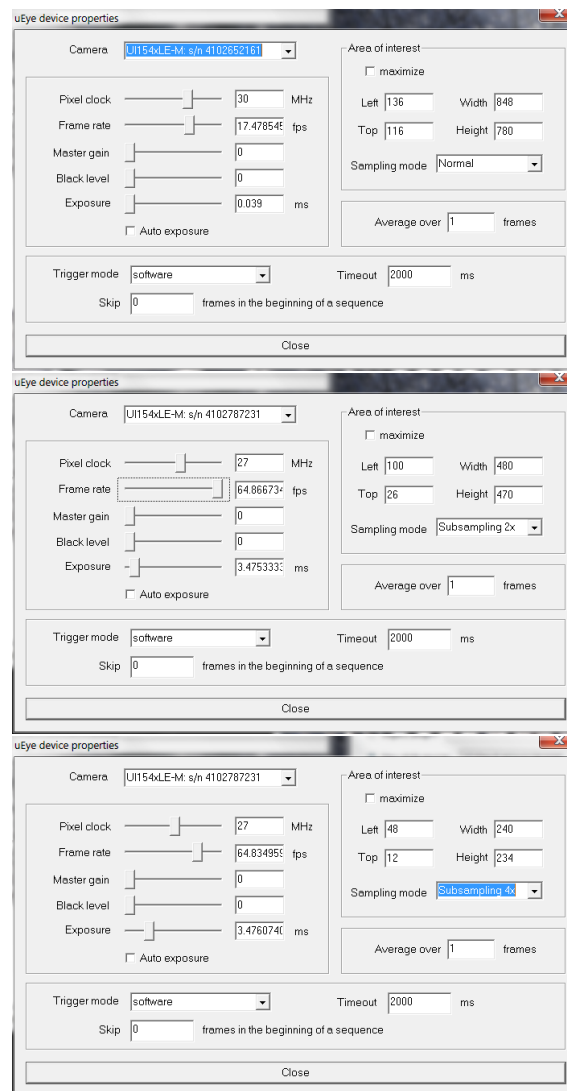 uEye device properties
Camera UI154xLE-M: s/n 4102652161
Area of interest
maximize
Pixel clock 30 MHz
Left 136 Width 848
Frame rate 17.478545 fps
Top 116 Height 780
Master gain 0
Sampling mode Normal
Black level 0
Exposure 0.039 ms
Average over 1 frames
Auto exposure
Trigger mode software Timeout 2000 ms
Skip 0 frames in the beginning of a sequence
Close
uEye device properties
Camera UI154xLE-M: s/n 4102787231
Area of interest
maximize
Pixel clock 27 MHz
Left 100 Width 480
Frame rate 64.866734 fps
Top 26 Height 470
Master gain 0
Sampling mode Subsampling 2x
Black level 0
Exposure 3.4753333 ms
Average over 1 frames
Auto exposure
Trigger mode software Timeout 2000 ms
Skip 0 frames in the beginning of a sequence
Close
uEye device properties
Camera UI154xLE-M: s/n 4102787231
Area of interest
maximize
Pixel clock 27 MHz
Left 48 Width 240
Frame rate 64.834959 fps
Top 12 Height 234
Master gain 0
Sampling mode Subsampling 4x
Black level 0
Exposure 3.4760740 ms
Average over 1 frames
Auto exposure
Trigger mode software Timeout 2000 ms
Skip 0 frames in the beginning of a sequence
Close